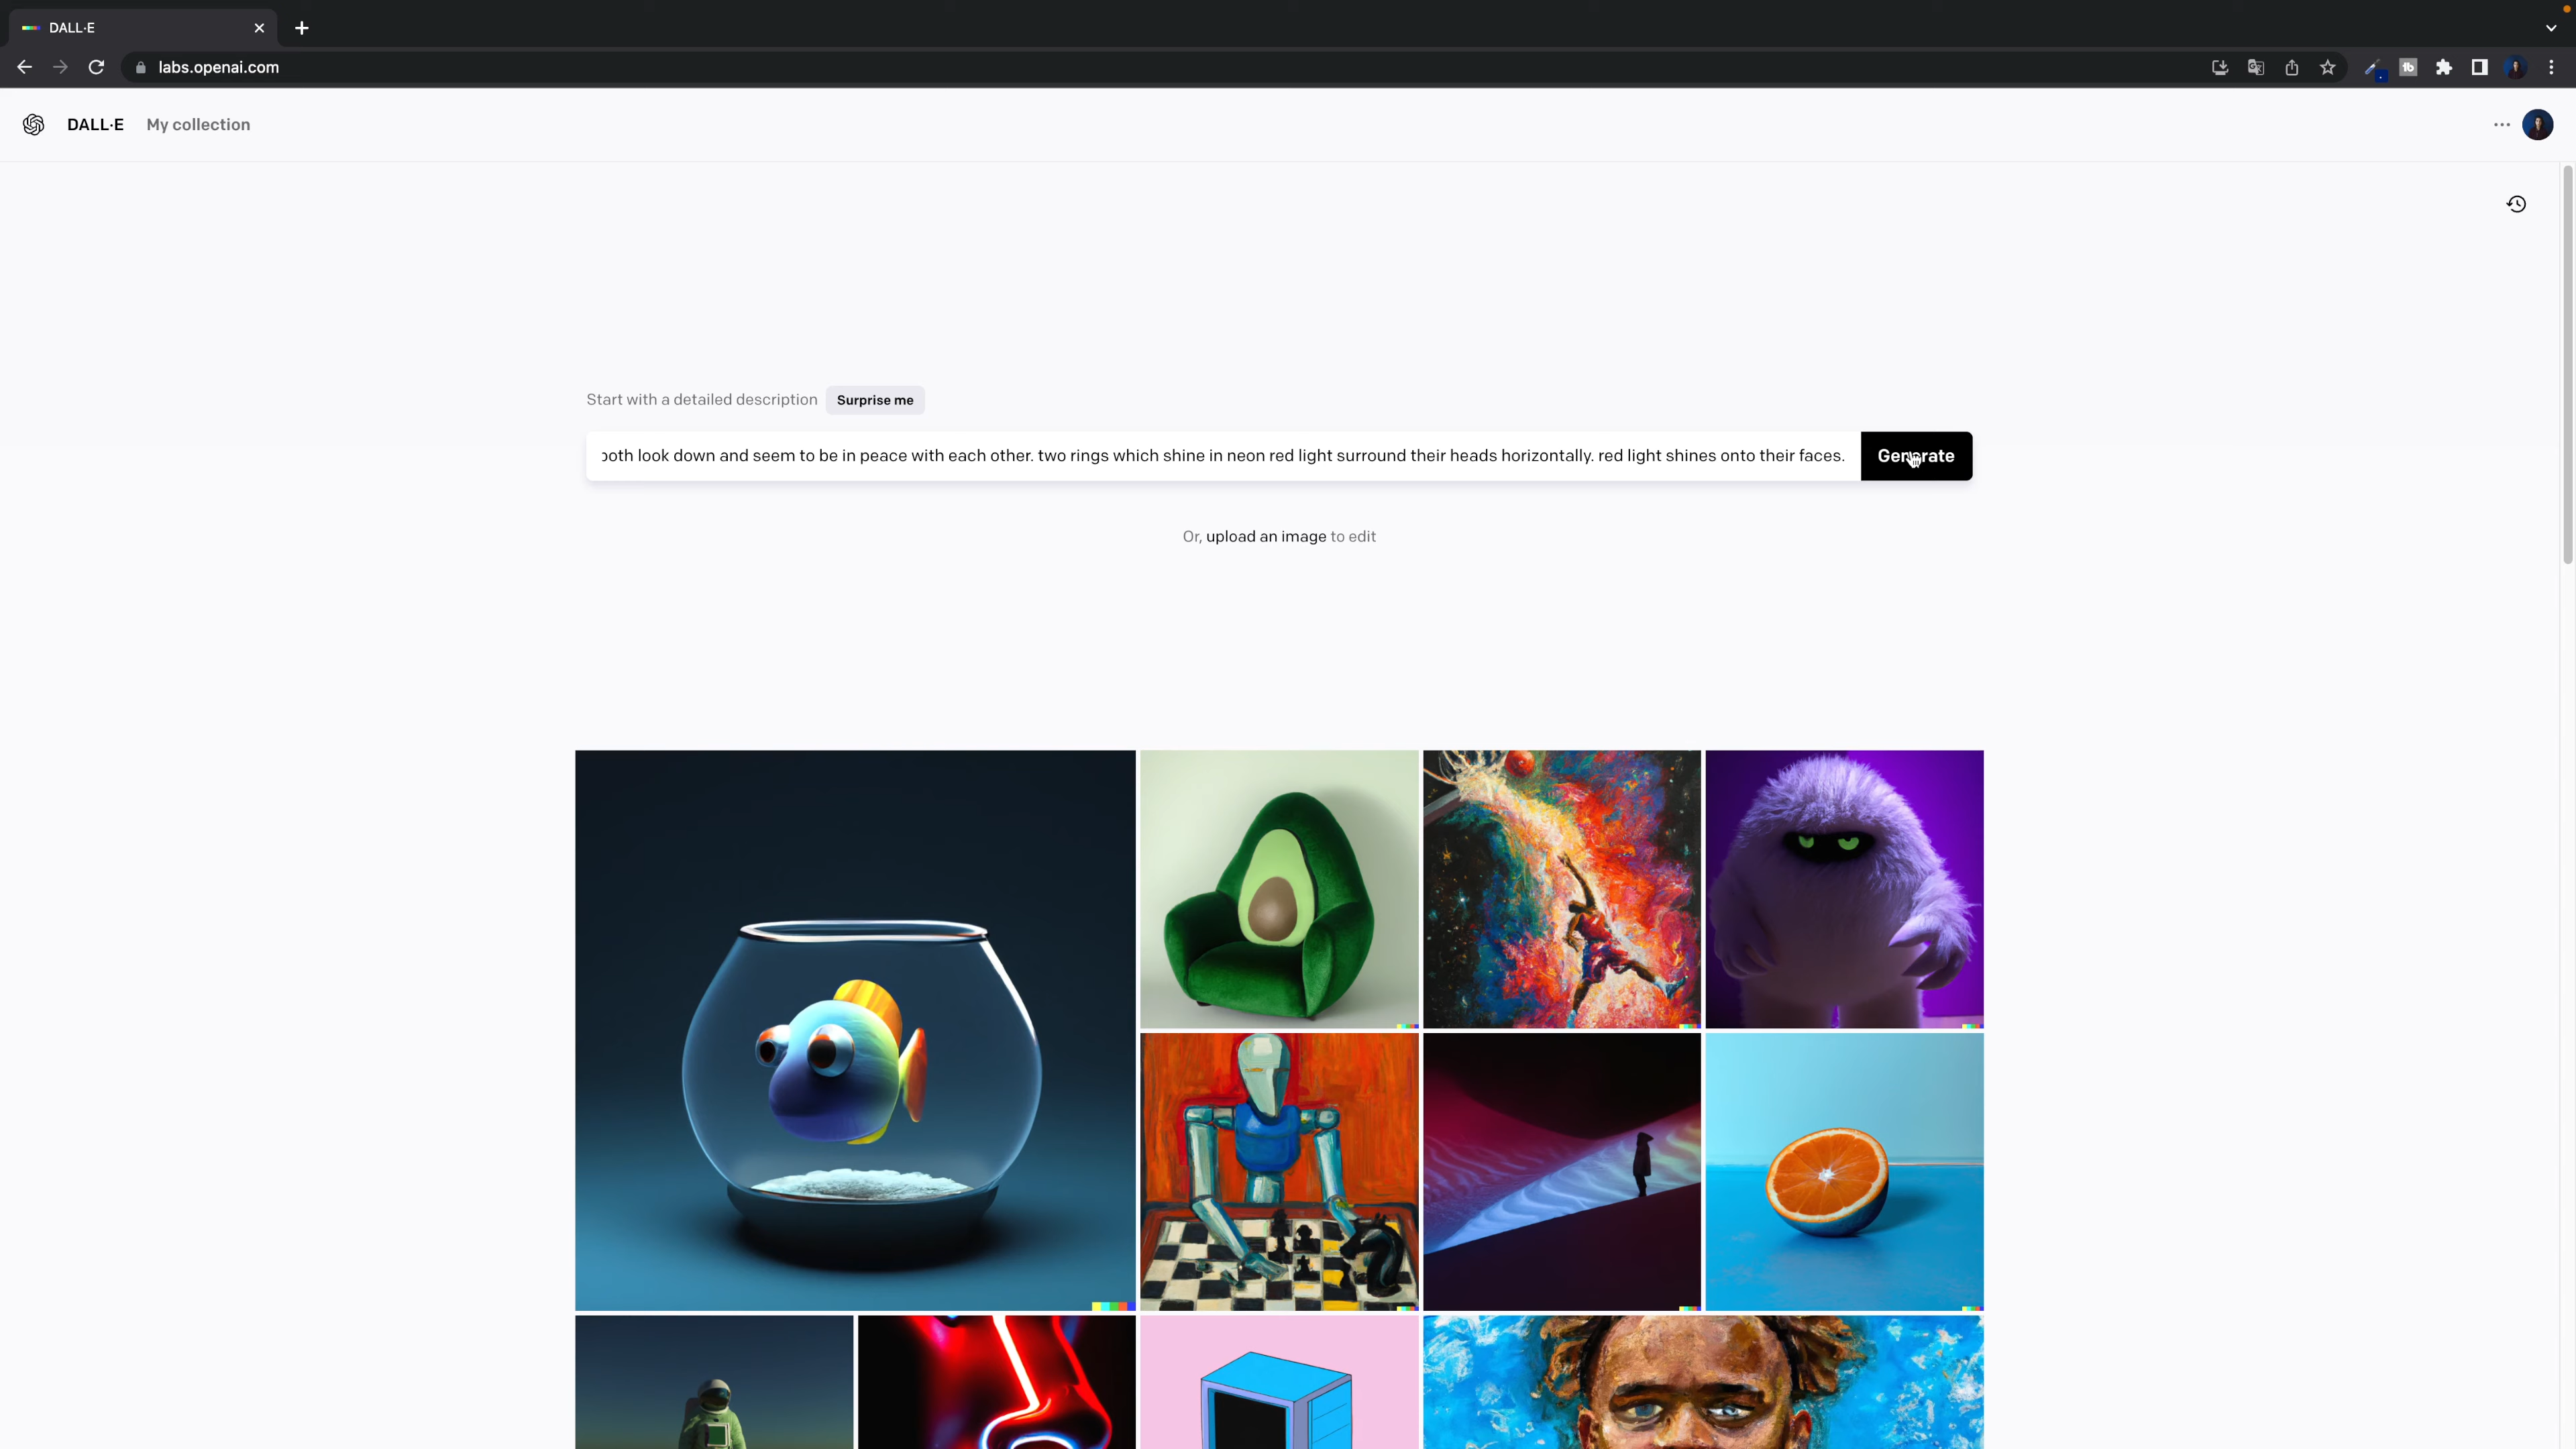 DALL·E
labs.openai.com
DALL·E My collection
Start with a detailed description Surprise me
both look down and seem to be in peace with each other. two rings which shine in neon red light surround their heads horizontally. red light shines onto their faces. Generate
Or, upload an image to edit